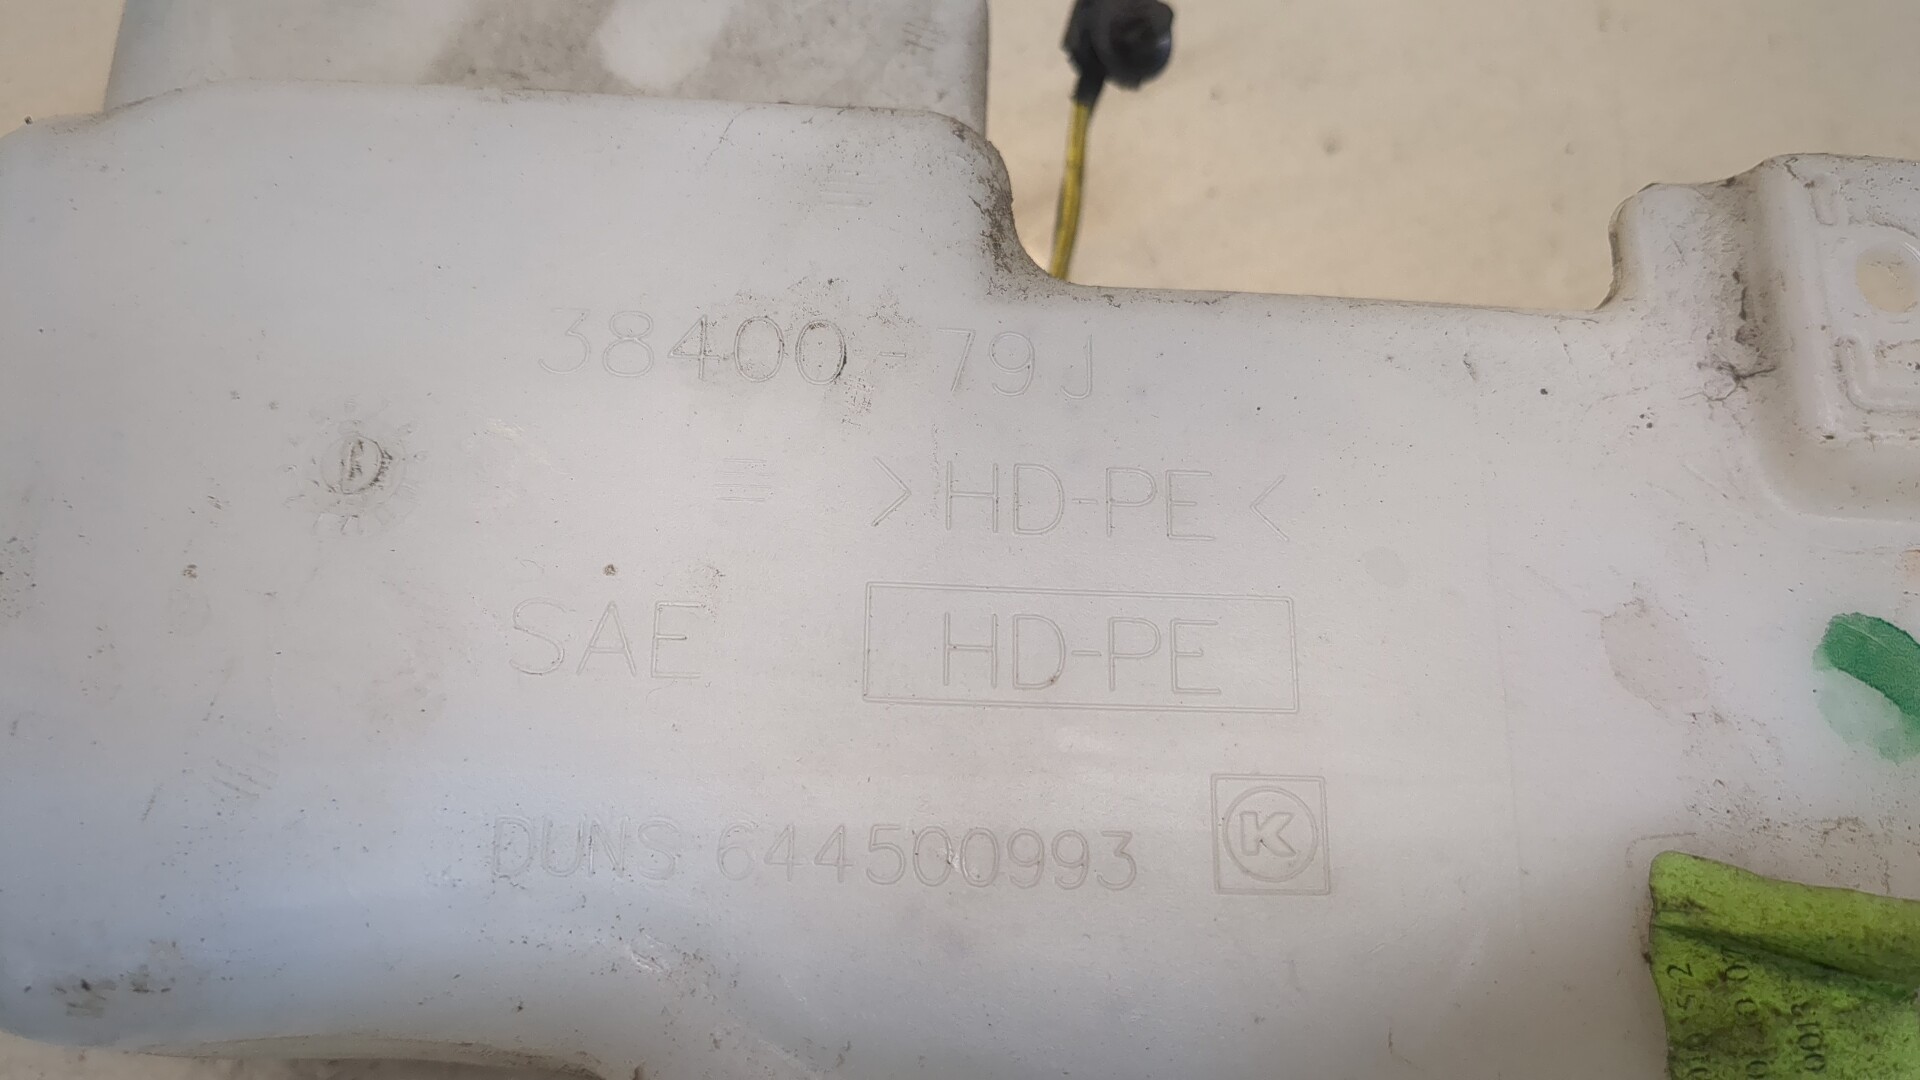 38400-79J
>HD-PE<
SAE HD-PE
DUNS 644500993 K